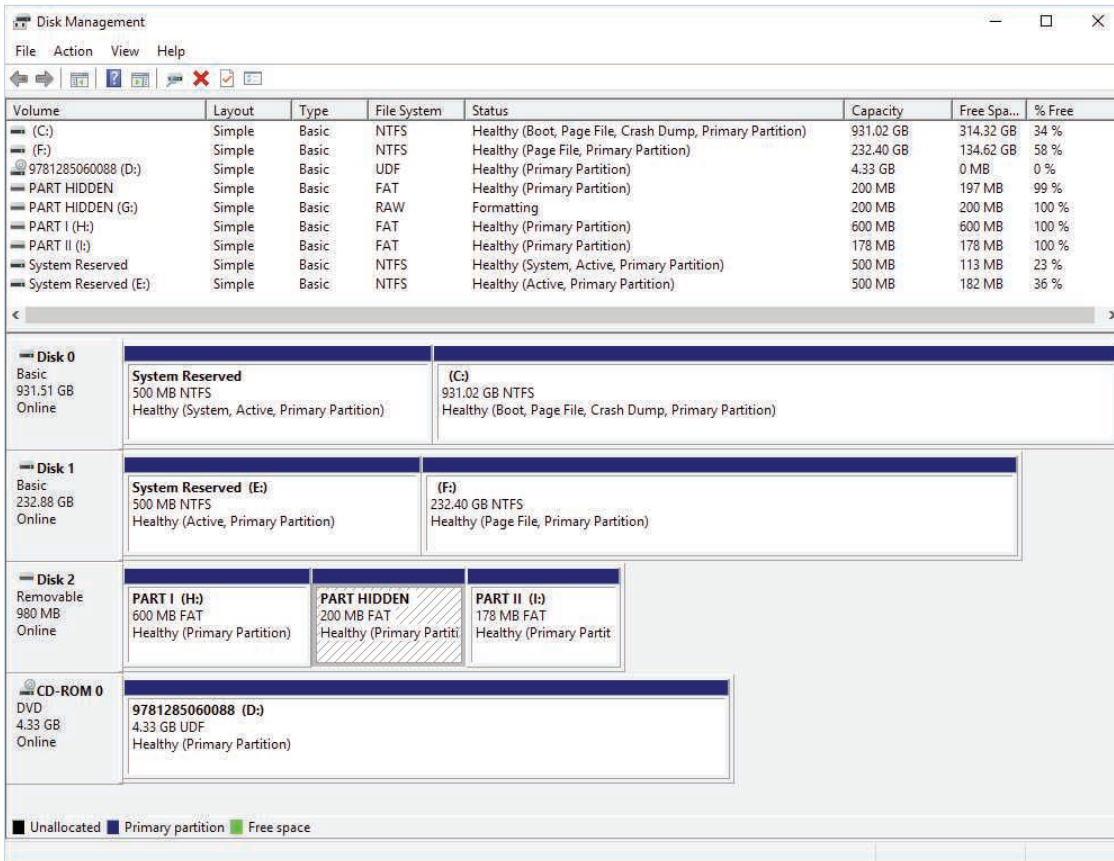 Disk Management
File Action View Help
Volume Layout Type File System Status Capacity Free Spa... % Free
(C:) Simple Basic NTFS Healthy (Boot, Page File, Crash Dump, Primary Partition) 931.02 GB 314.32 GB 34 %
(F:) Simple Basic NTFS Healthy (Page File, Primary Partition) 232.40 GB 134.62 GB 58 %
9781285060088 (D:) Simple Basic UDF Healthy (Primary Partition) 4.33 GB 0 MB 0 %
PART HIDDEN Simple Basic FAT Healthy (Primary Partition) 200 MB 197 MB 99 %
PART HIDDEN (G:) Simple Basic RAW Formatting 200 MB 200 MB 100 %
PART I (H:) Simple Basic FAT Healthy (Primary Partition) 600 MB 600 MB 100 %
PART II (I:) Simple Basic FAT Healthy (Primary Partition) 178 MB 178 MB 100 %
System Reserved Simple Basic NTFS Healthy (System, Active, Primary Partition) 500 MB 113 MB 23 %
System Reserved (E:) Simple Basic NTFS Healthy (Active, Primary Partition) 500 MB 182 MB 36 %
Disk 0
Basic
931.51 GB
Online
System Reserved
500 MB NTFS
Healthy (System, Active, Primary Partition)
(C:)
931.02 GB NTFS
Healthy (Boot, Page File, Crash Dump, Primary Partition)
Disk 1
Basic
232.88 GB
Online
System Reserved (E:)
500 MB NTFS
Healthy (Active, Primary Partition)
(F:)
232.40 GB NTFS
Healthy (Page File, Primary Partition)
Disk 2
Removable
980 MB
Online
PART I (H:)
600 MB FAT
Healthy (Primary Partition)
PART HIDDEN
200 MB FAT
Healthy (Primary Partiti
PART II (I:)
178 MB FAT
Healthy (Primary Partit
CD-ROM 0
DVD
4.33 GB
Online
9781285060088 (D:)
4.33 GB UDF
Healthy (Primary Partition)
Unallocated Primary partition Free space